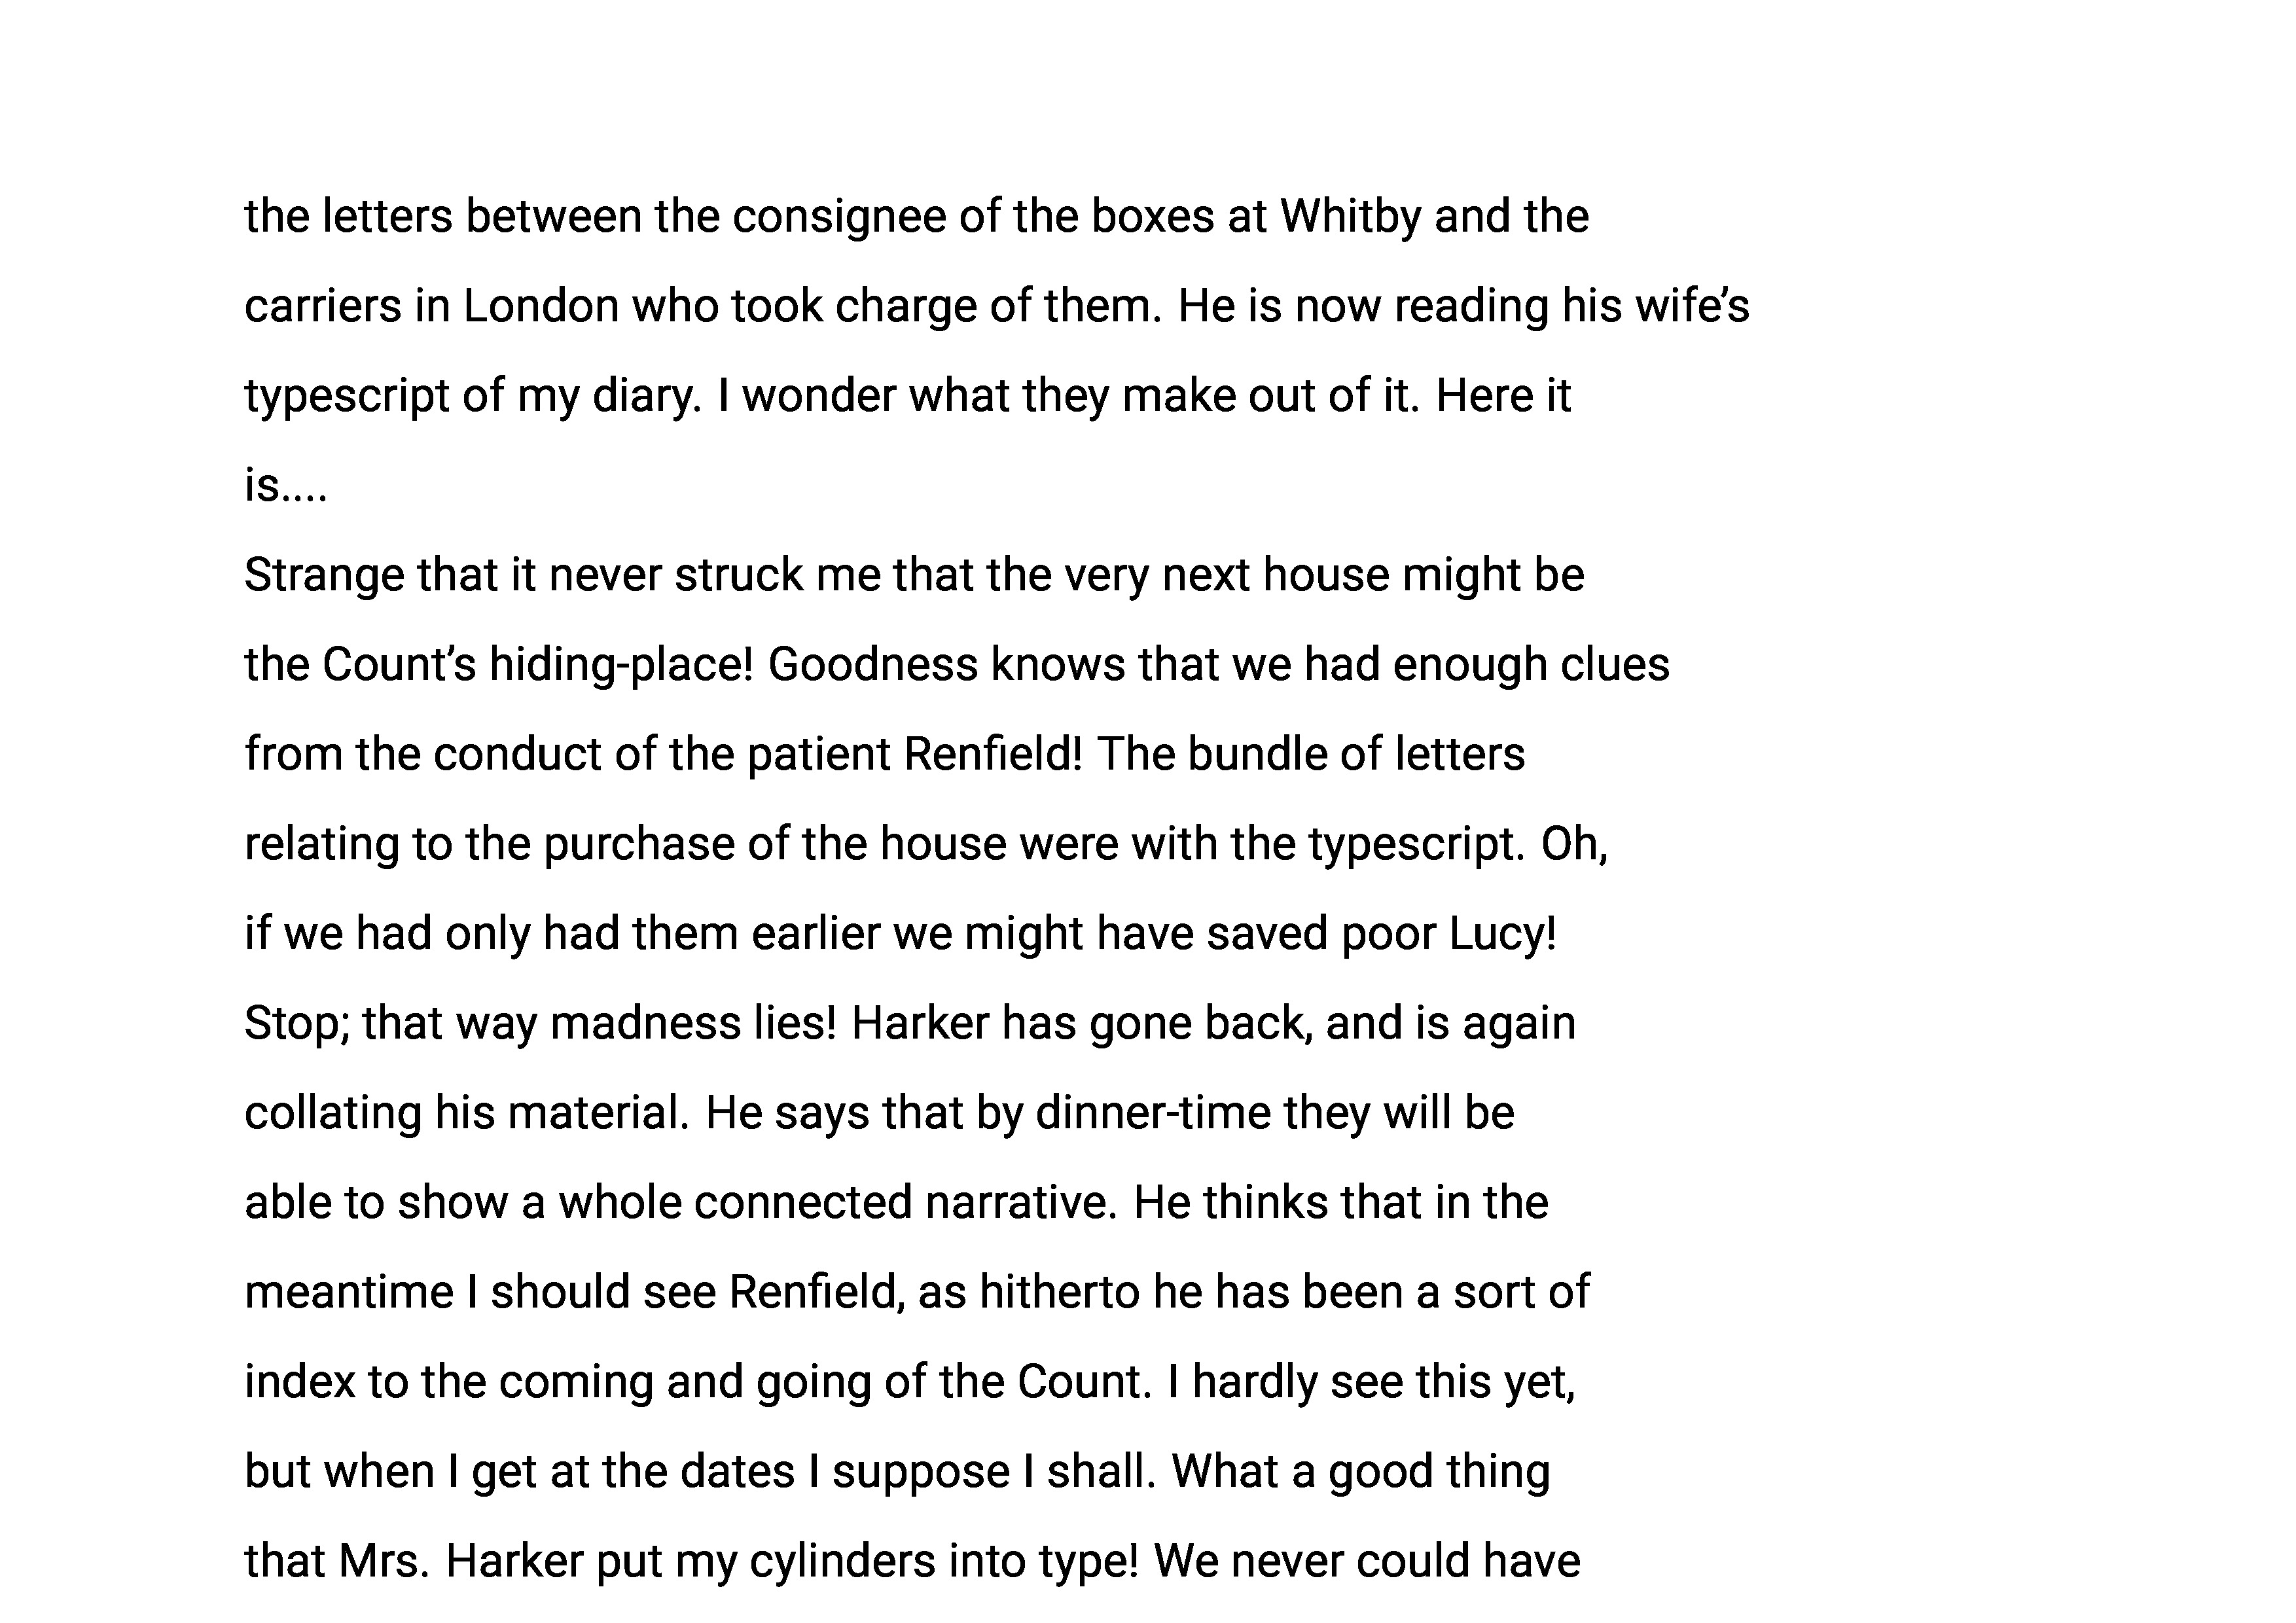 the letters between the consignee of the boxes at Whitby and the
carriers in London who took charge of them. He is now reading his wife’s
typescript of my diary. I wonder what they make out of it. Here it
is....
Strange that it never struck me that the very next house might be
the Count’s hiding-place! Goodness knows that we had enough clues
from the conduct of the patient Renfield! The bundle of letters
relating to the purchase of the house were with the typescript. Oh,
if we had only had them earlier we might have saved poor Lucy!
Stop; that way madness lies! Harker has gone back, and is again
collating his material. He says that by dinner-time they will be
able to show a whole connected narrative. He thinks that in the
meantime I should see Renfield, as hitherto he has been a sort of
index to the coming and going of the Count. I hardly see this yet,
but when I get at the dates I suppose I shall. What a good thing
that Mrs. Harker put my cylinders into type! We never could have